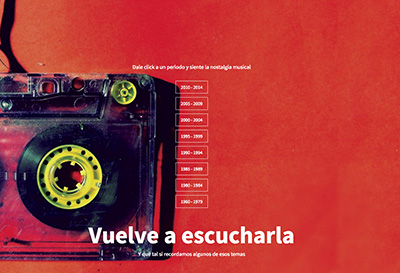 Dale click a un periodo y siente la nostalgia musical
2010 - 2014
2005 - 2009
2000 - 2004
1995 - 1999
1990 - 1994
1985 - 1989
1980 - 1984
1960 - 1979
Vuelve a escucharla
Y qué tal si recordamos algunos de esos temas